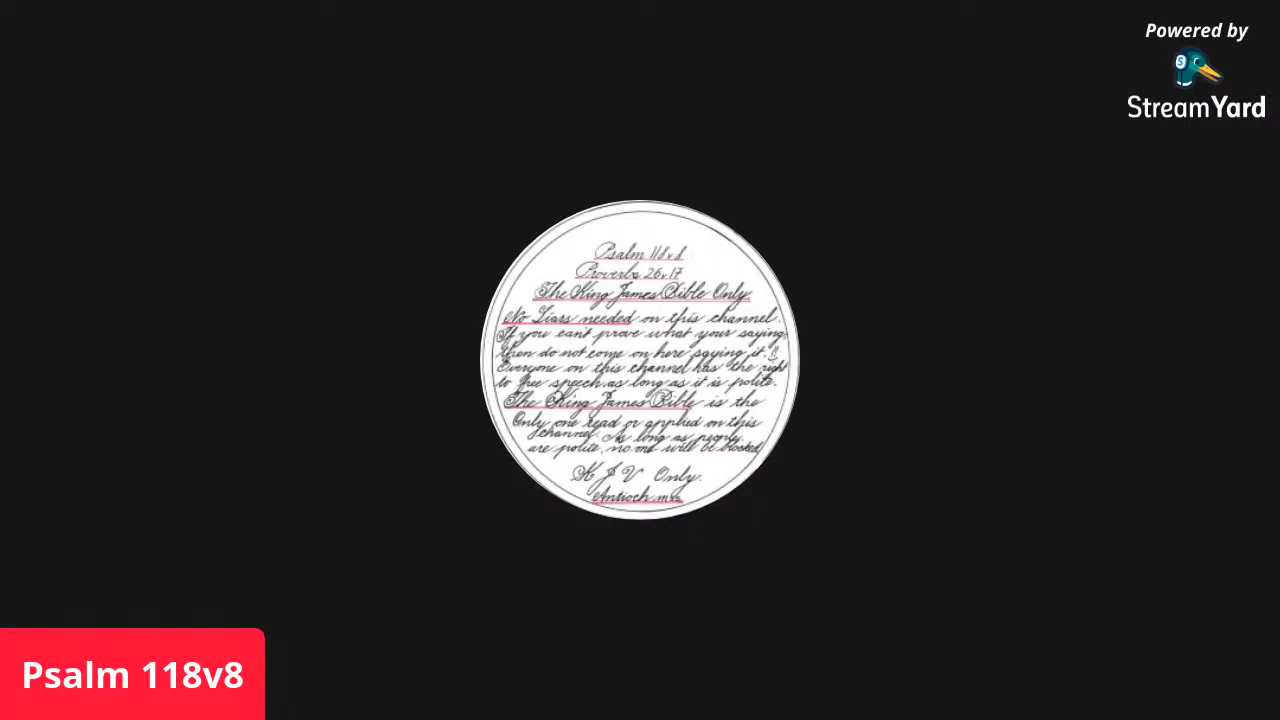 Powered by
StreamYard
Psalm 118v8
Proverbs 26v17
The King James Bible Only
No Liars needed on this channel.
If you can't prove what your saying
then do not come on here saying it. !!
Everyone on this channel has the right
to free speech as long as it is polite.
The King James Bible is the
Only one read or applied on this
channel. As long as people
are polite, no one will be blocked
K J V Only.
Antioch
Psalm 118v8